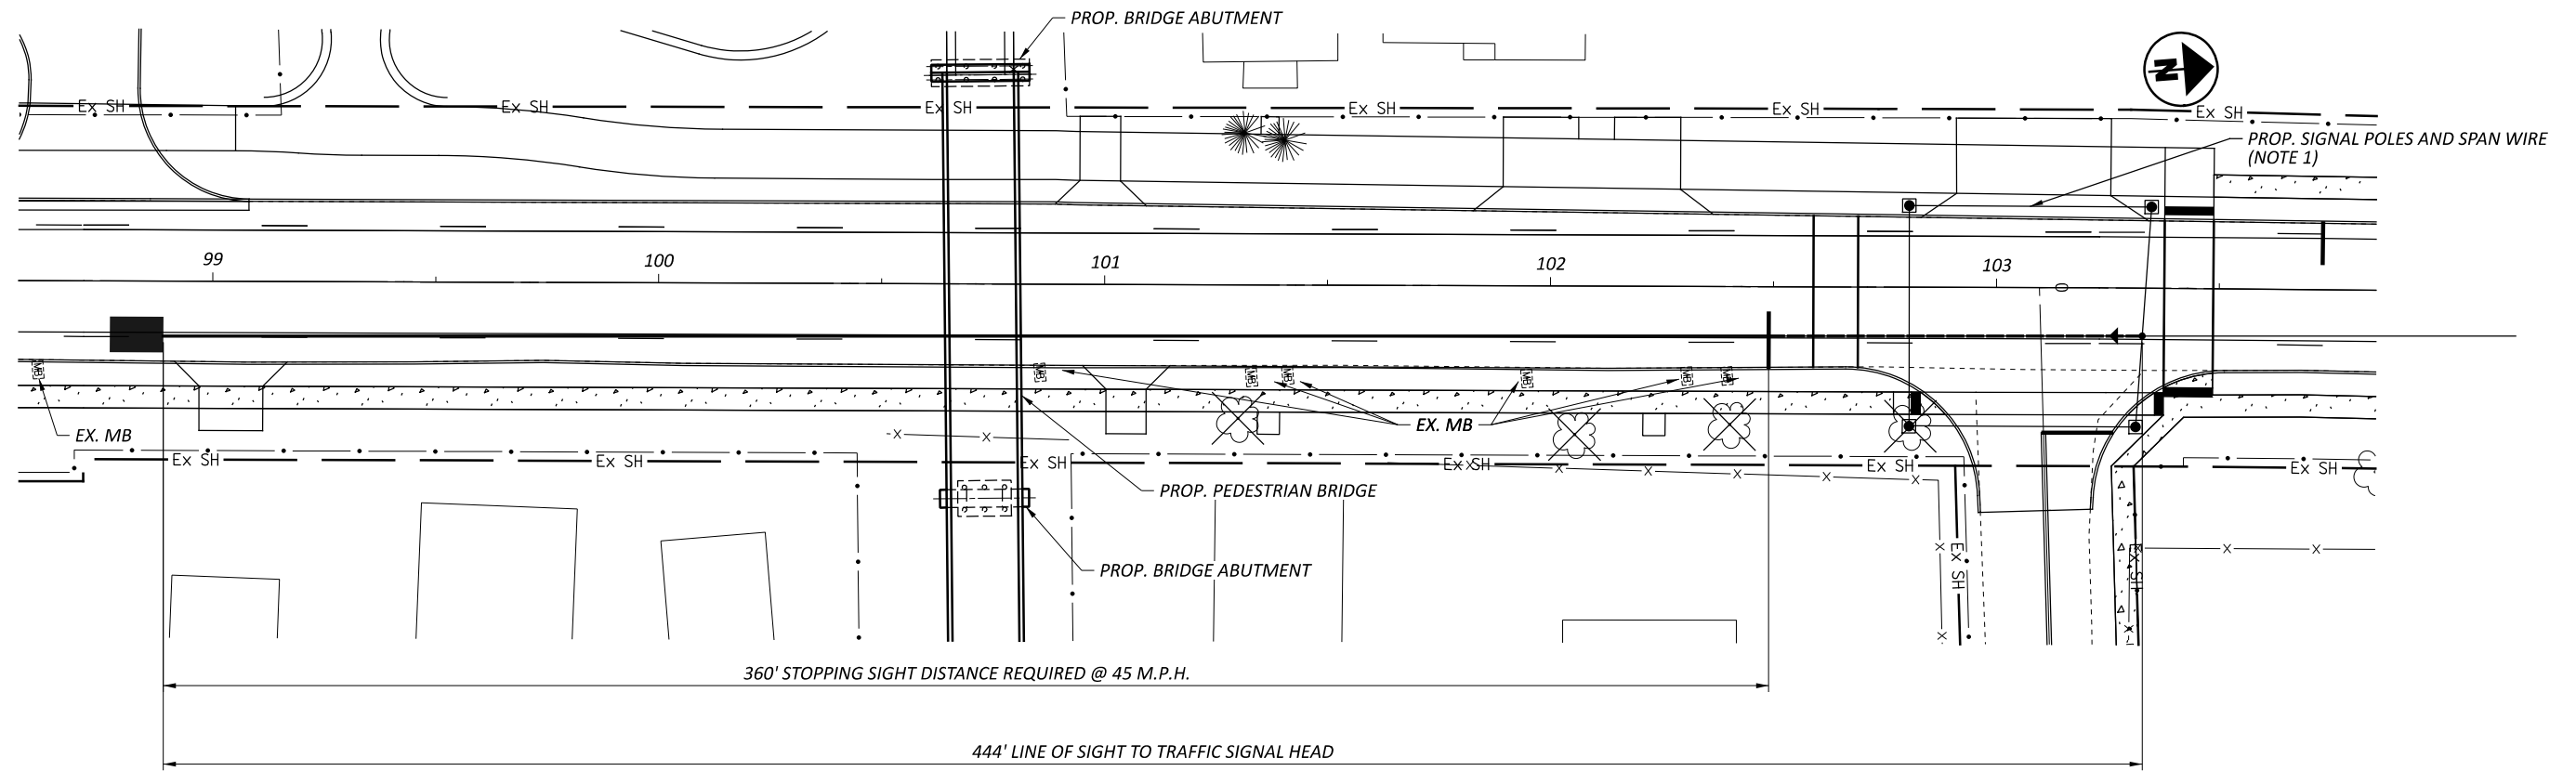 PROP. BRIDGE ABUTMENT
N
Ex SH Ex SH Ex SH Ex SH Ex SH Ex SH
PROP. SIGNAL POLES AND SPAN WIRE
(NOTE 1)
99 100 101 102 103
0
MB MB MB MB MB MB MB
EX. MB
EX. MB
Ex SH Ex SH Ex SH Ex SH Ex SH Ex SH
PROP. PEDESTRIAN BRIDGE
PROP. BRIDGE ABUTMENT
Ex SH
Ex SH
360' STOPPING SIGHT DISTANCE REQUIRED @ 45 M.P.H.
444' LINE OF SIGHT TO TRAFFIC SIGNAL HEAD